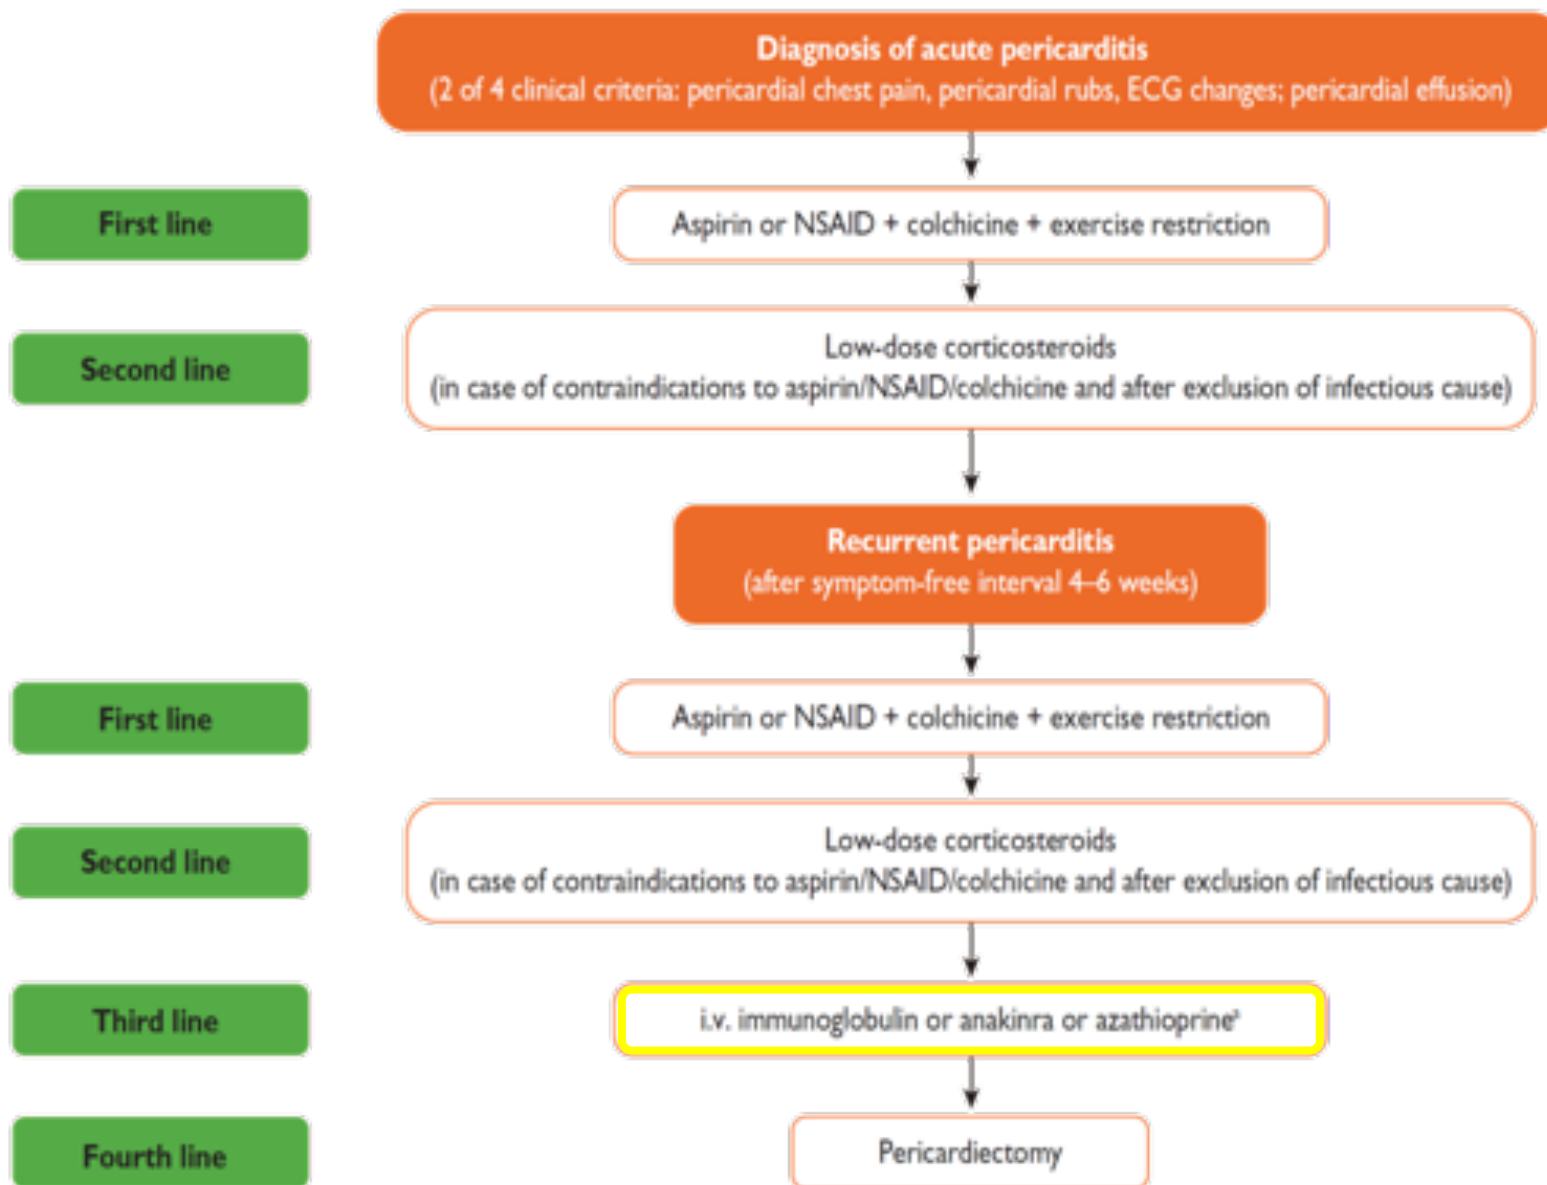 Diagnosis of acute pericarditis
(2 of 4 clinical criteria: pericardial chest pain, pericardial rubs, ECG changes; pericardial effusion)
First line
Aspirin or NSAID + colchicine + exercise restriction
Second line
Low-dose corticosteroids
(in case of contraindications to aspirin/NSAID/colchicine and after exclusion of infectious cause)
Recurrent pericarditis
(after symptom-free interval 4–6 weeks)
First line
Aspirin or NSAID + colchicine + exercise restriction
Second line
Low-dose corticosteroids
(in case of contraindications to aspirin/NSAID/colchicine and after exclusion of infectious cause)
Third line
i.v. immunoglobulin or anakinra or azathioprineᵃ
Fourth line
Pericardiectomy